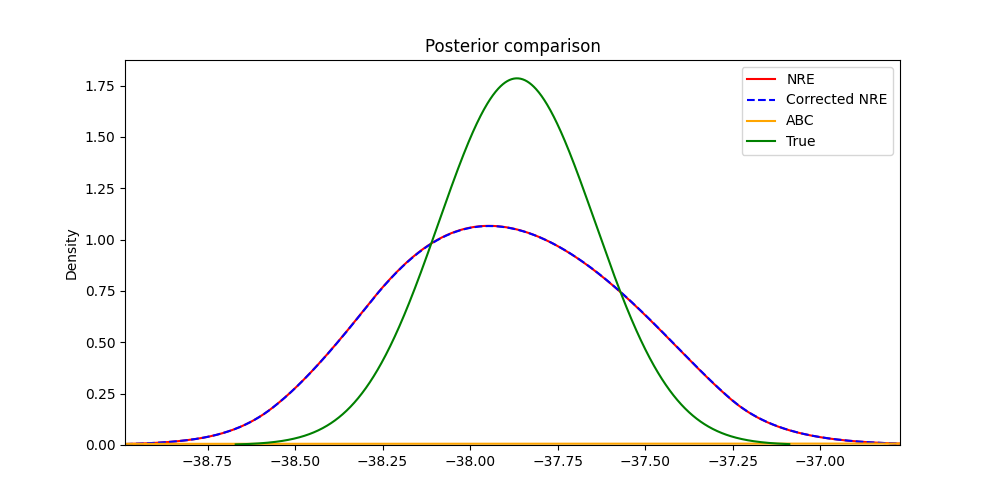 Posterior comparison
NRE
Corrected NRE
ABC
True
Density
1.75
1.50
1.25
1.00
0.75
0.50
0.25
0.00
−38.75 −38.50 −38.25 −38.00 −37.75 −37.50 −37.25 −37.00